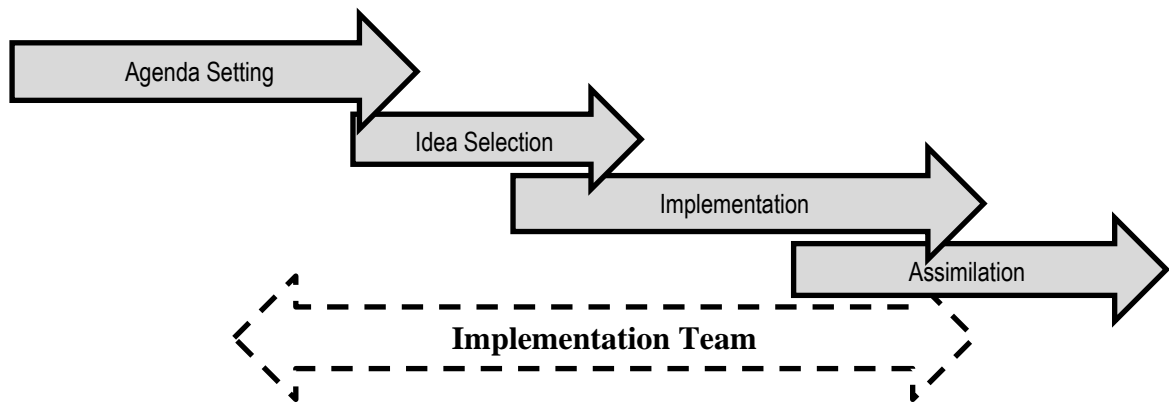 Agenda Setting
Idea Selection
Implementation
Assimilation
Implementation Team